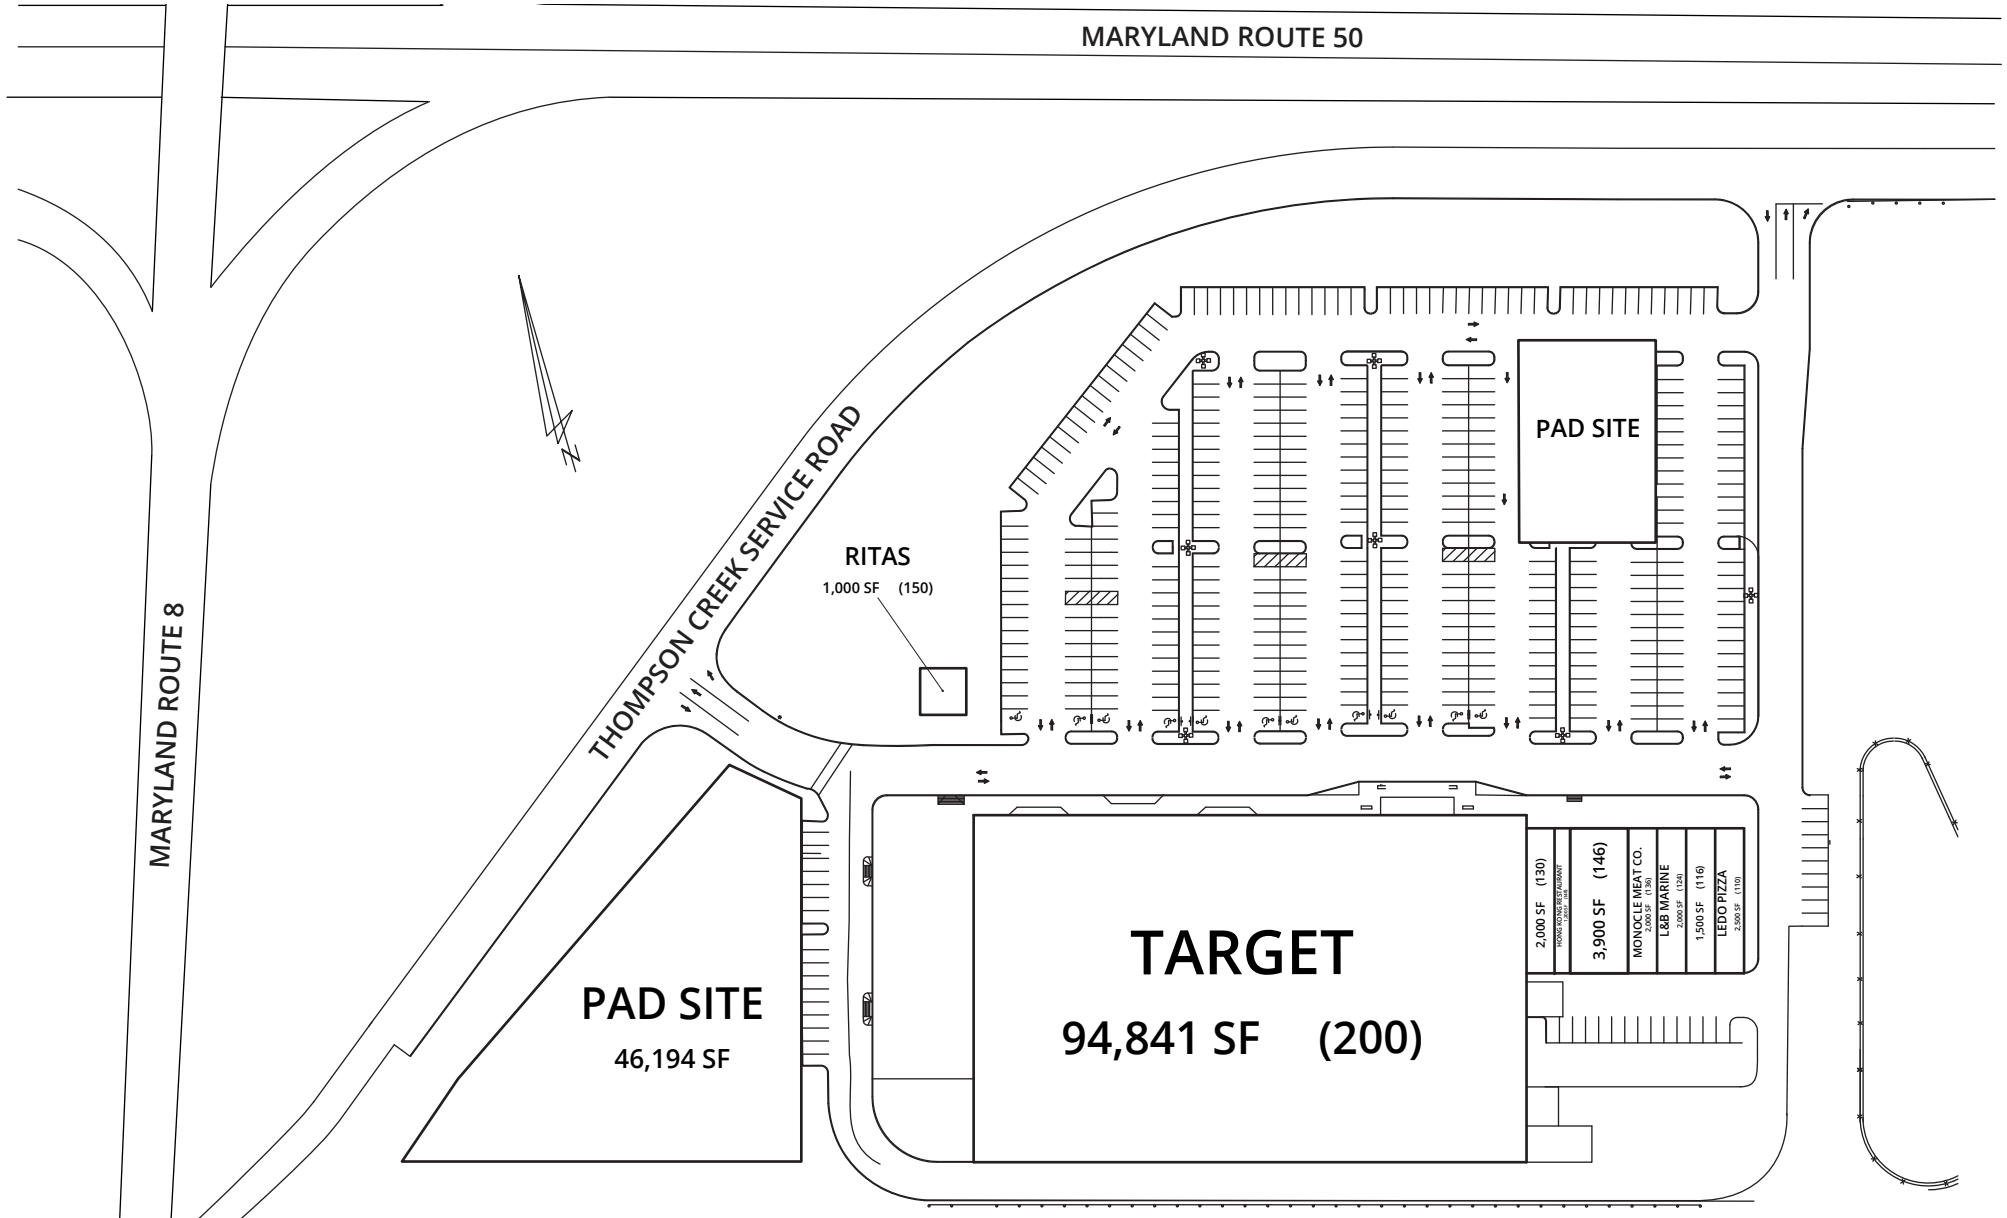 MARYLAND ROUTE 50
THOMPSON CREEK SERVICE ROAD
MARYLAND ROUTE 8
N
PAD SITE
RITAS
1,000 SF (150)
PAD SITE
46,194 SF
TARGET
94,841 SF (200)
2,000 SF (130)
HONG KONG RESTAURANT
3,900 SF (146)
MONOCLE MEAT CO.
2,000 SF (136)
L&B MARINE
2,000 SF (124)
1,500 SF (116)
LEDO PIZZA
2,500 SF (110)